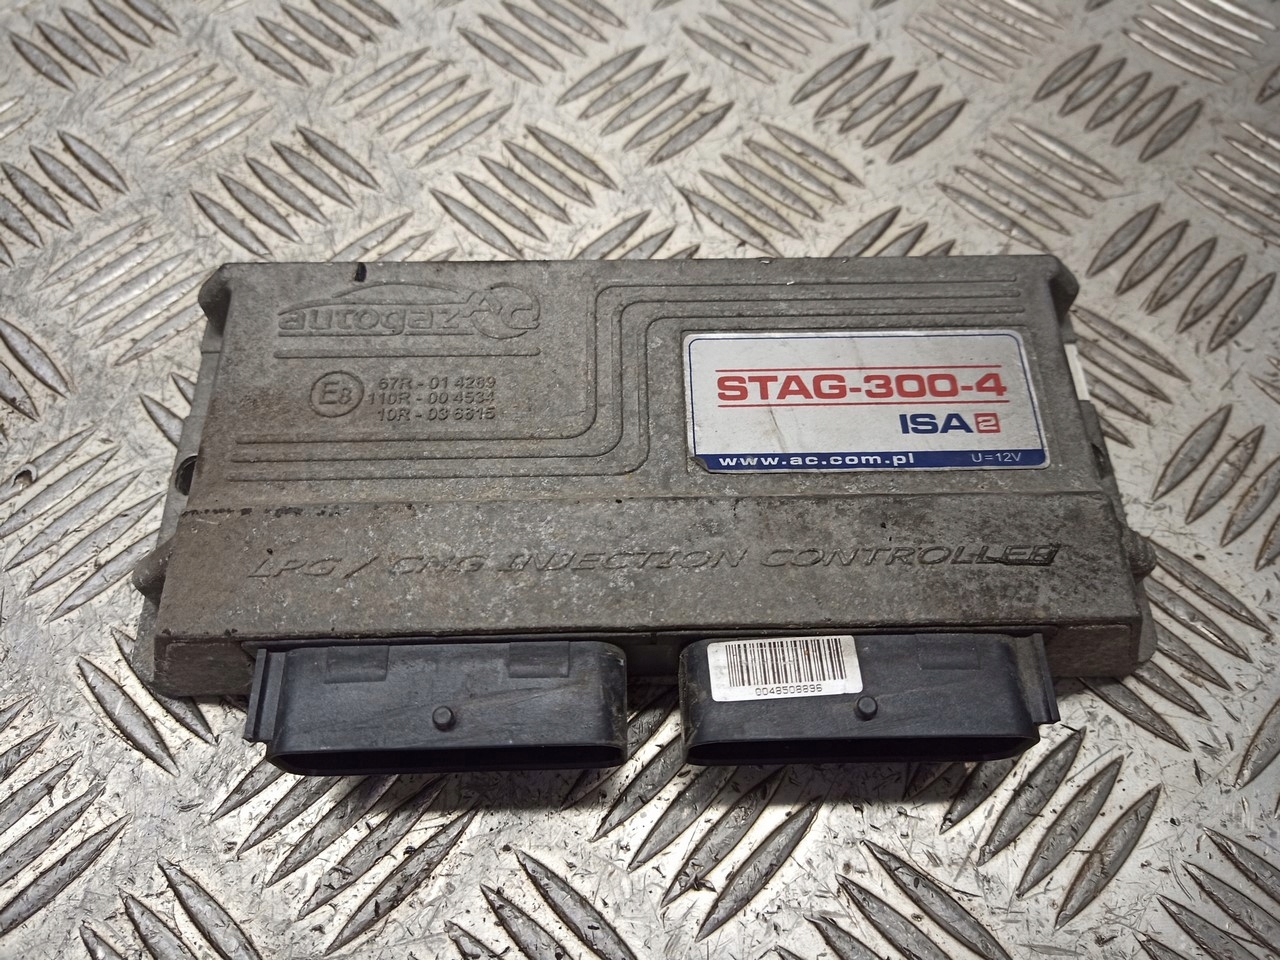 autogaz
E8
67R - 01 4289
110R - 00 4534
10R - 03 6315
STAG-300-4
ISA2
www.ac.com.pl U=12V
LPG / CNG INJECTION CONTROLLER
0048508896